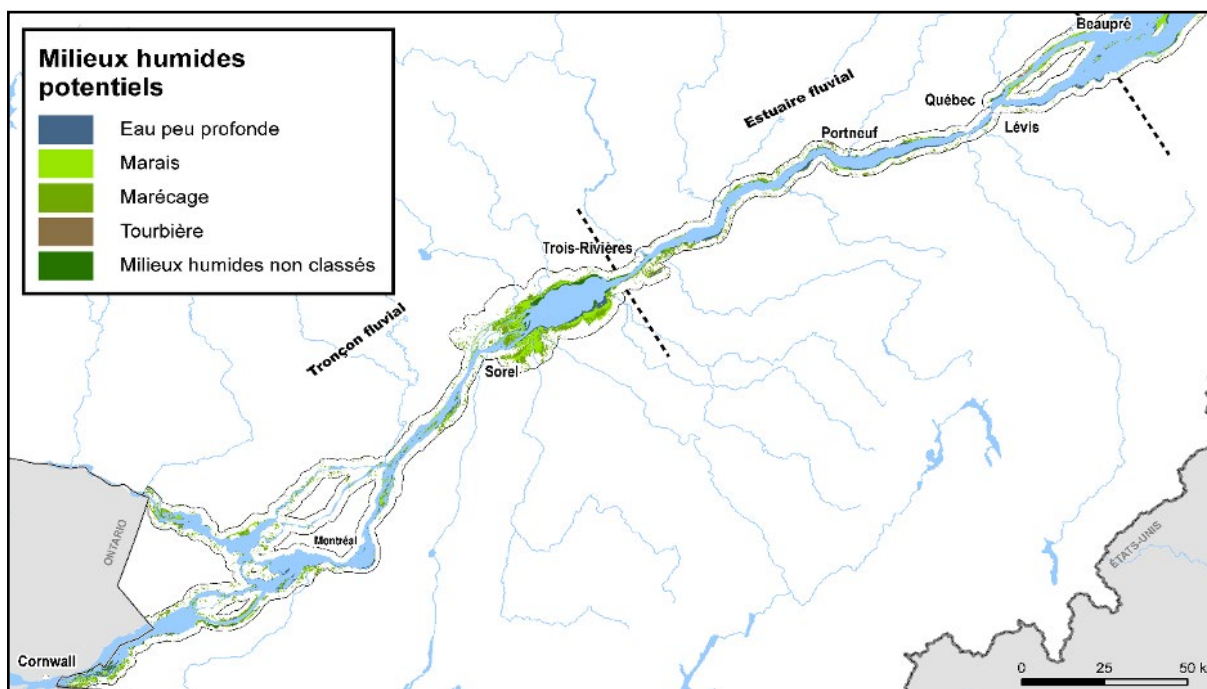 Milieux humides
potentiels
Eau peu profonde
Marais
Marécage
Tourbière
Milieux humides non classés
Beaupré
Québec
Lévis
Estuaire fluvial
Portneuf
Trois-Rivières
Tronçon fluvial
Sorel
Montréal
ONTARIO
ÉTATS-UNIS
Cornwall
0 25 50 k